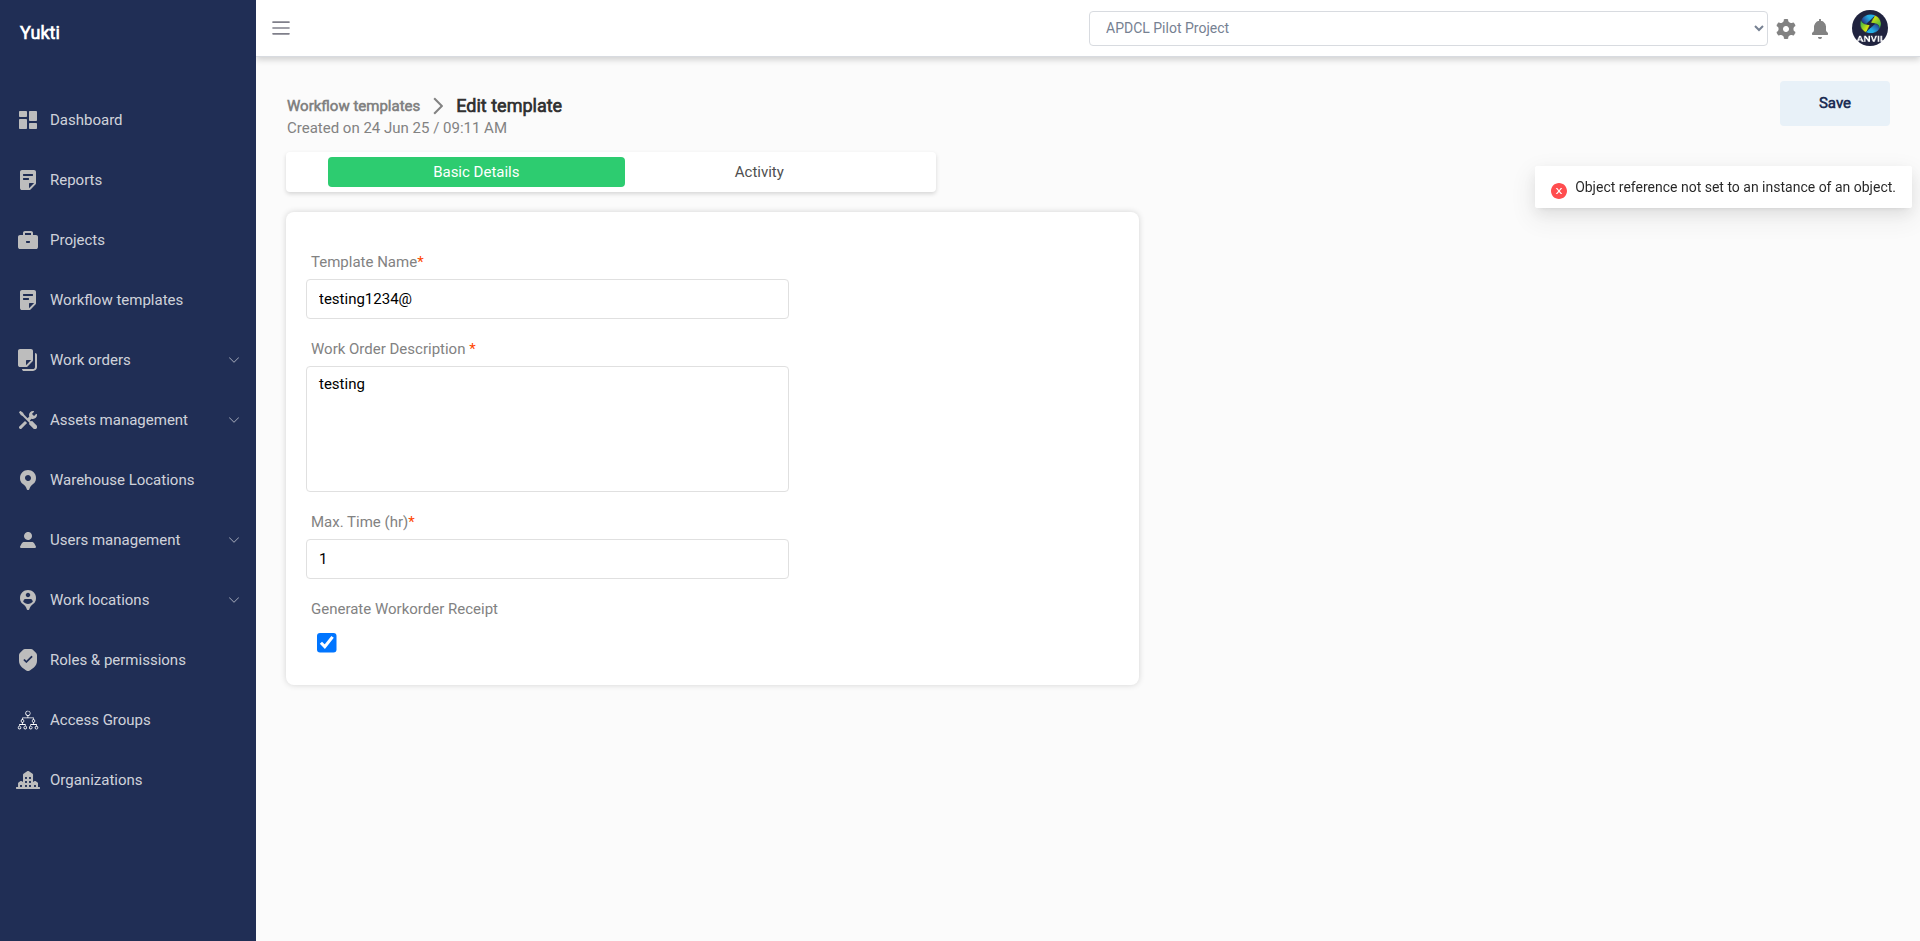 Yukti
APDCL Pilot Project
ANVIL
Dashboard
Reports
Projects
Workflow templates
Work orders
Assets management
Warehouse Locations
Users management
Work locations
Roles & permissions
Access Groups
Organizations
Workflow templates
Edit template
Created on 24 Jun 25 / 09:11 AM
Save
Basic Details
Activity
Object reference not set to an instance of an object.
Template Name*
testing1234@
Work Order Description *
testing
Max. Time (hr)*
1
Generate Workorder Receipt